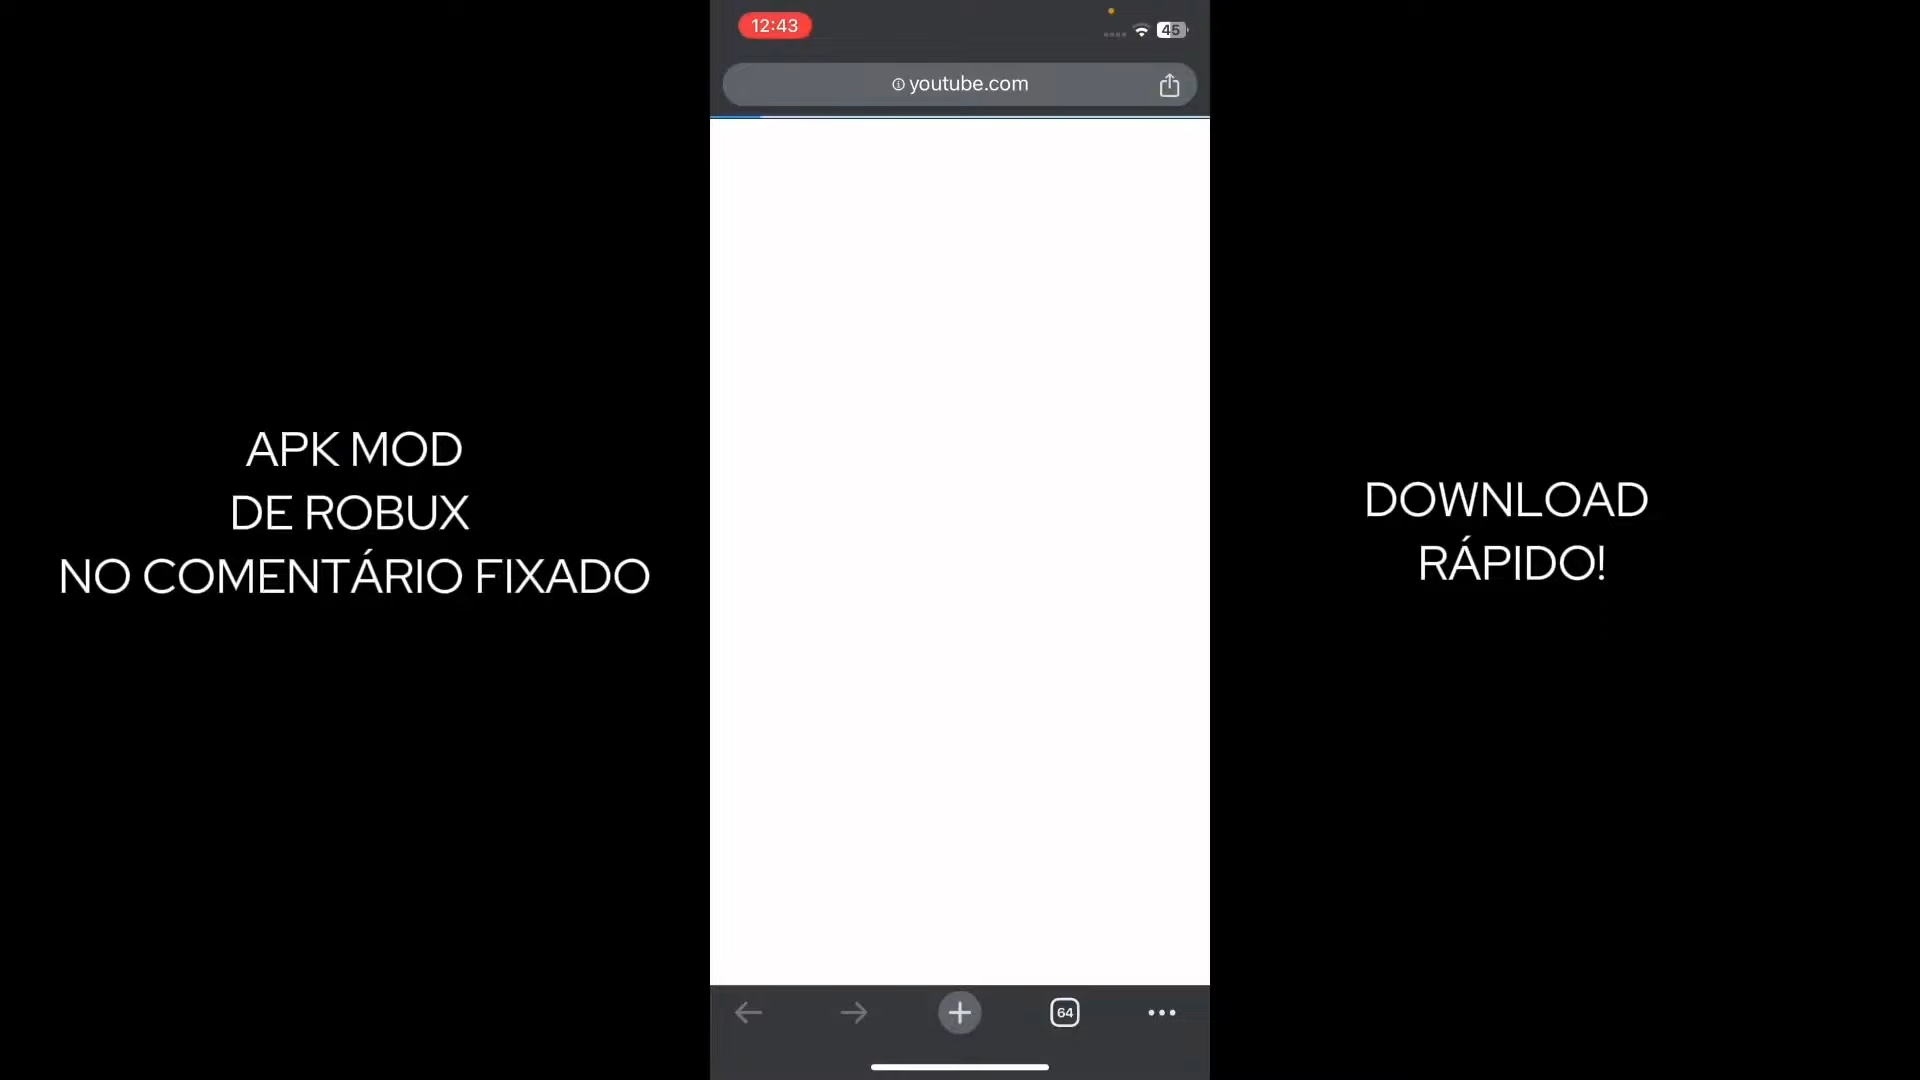 12:43
45
youtube.com
APK MOD
DE ROBUX
NO COMENTÁRIO FIXADO
DOWNLOAD
RÁPIDO!
64